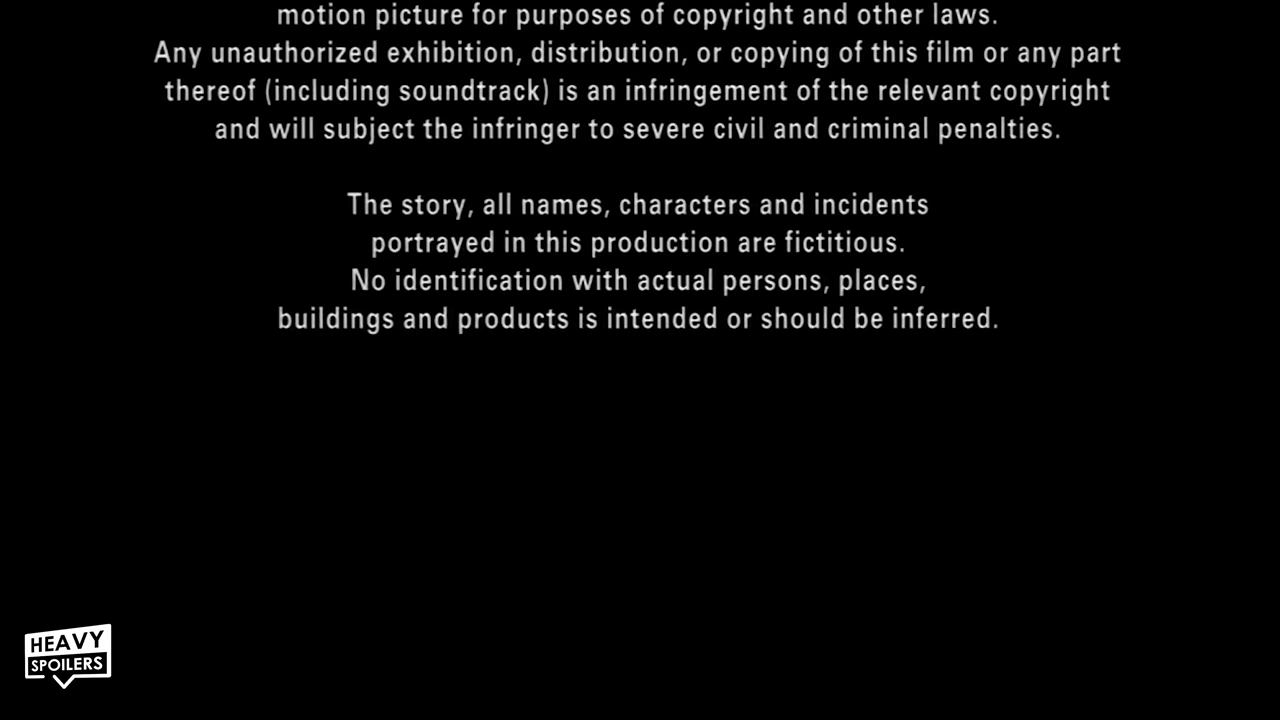 motion picture for purposes of copyright and other laws.
Any unauthorized exhibition, distribution, or copying of this film or any part
thereof (including soundtrack) is an infringement of the relevant copyright
and will subject the infringer to severe civil and criminal penalties.
The story, all names, characters and incidents
portrayed in this production are fictitious.
No identification with actual persons, places,
buildings and products is intended or should be inferred.
HEAVY
SPOILERS